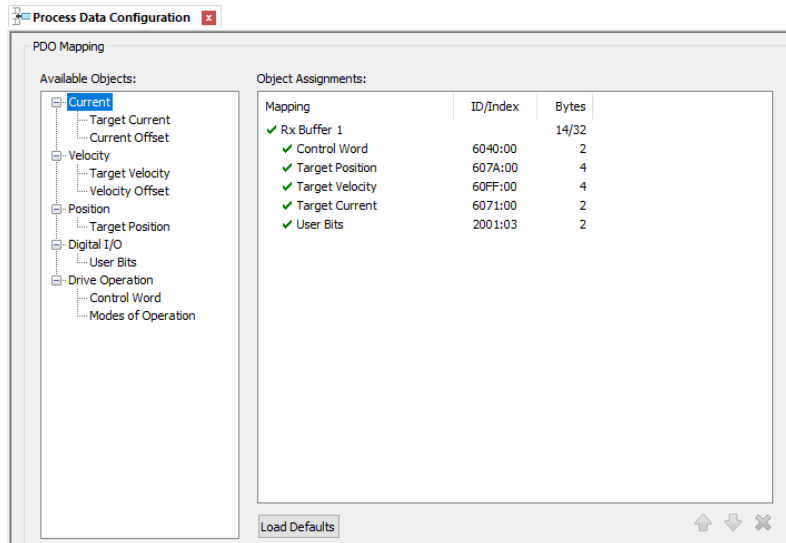 Process Data Configuration x
PDO Mapping
Available Objects:
Current
Target Current
Current Offset
Velocity
Target Velocity
Velocity Offset
Position
Target Position
Digital I/O
User Bits
Drive Operation
Control Word
Modes of Operation
Object Assignments:
Mapping ID/Index Bytes
Rx Buffer 1 14/32
Control Word 6040:00 2
Target Position 607A:00 4
Target Velocity 60FF:00 4
Target Current 6071:00 2
User Bits 2001:03 2
Load Defaults